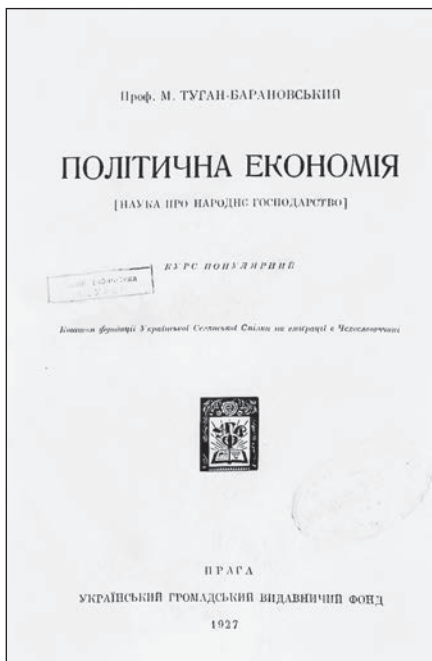 Проф. М. ТУГАН-БАРАНОВСЬКИЙ
ПОЛІТИЧНА ЕКОНОМІЯ
[НАУКА ПРО НАРОДНЄ ГОСПОДАРСТВО]
КУРС ПОПУЛЯРНИЙ
Коштом фундації Української Селянської Спілки на еміграції в Чехословаччині
ПРАГА
УКРАЇНСЬКИЙ ГРОМАДСЬКИЙ ВИДАВНИЧИЙ ФОНД
1927